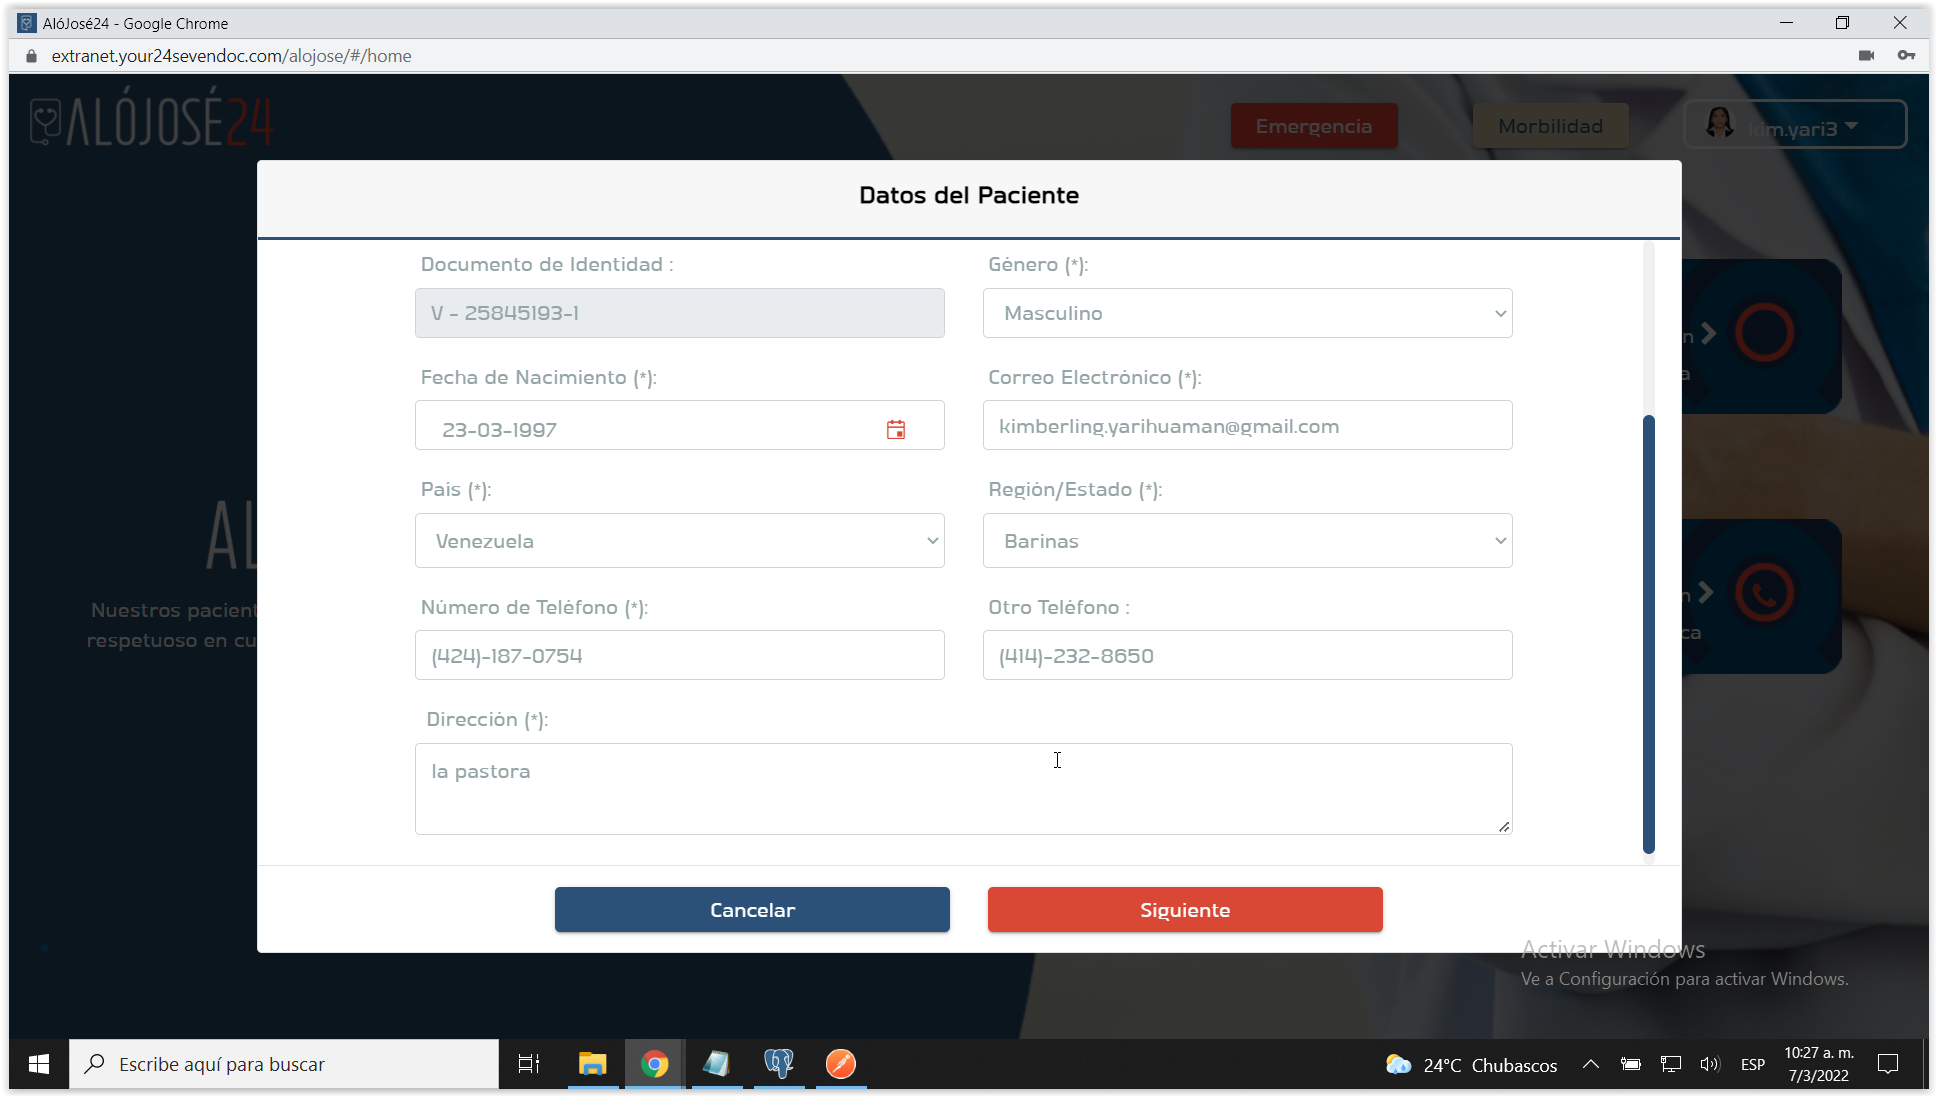 AlóJosé24 - Google Chrome
extranet.your24sevendoc.com/alojose/#/home
ALÓJOSÉ24
Emergencia
Morbilidad
kim.yari3
Datos del Paciente
Documento de Identidad :
Género (*):
V - 25845193-1
Masculino
Fecha de Nacimiento (*):
Correo Electrónico (*):
23-03-1997
kimberling.yarihuaman@gmail.com
País (*):
Región/Estado (*):
Venezuela
Barinas
Número de Teléfono (*):
Otro Teléfono :
(424)-187-0754
(414)-232-8650
Nuestros pacient
respetuoso en cu
Dirección (*):
la pastora
Cancelar
Siguiente
Activar Windows
Ve a Configuración para activar Windows.
Escribe aquí para buscar
24°C Chubascos
ESP
10:27 a. m.
7/3/2022